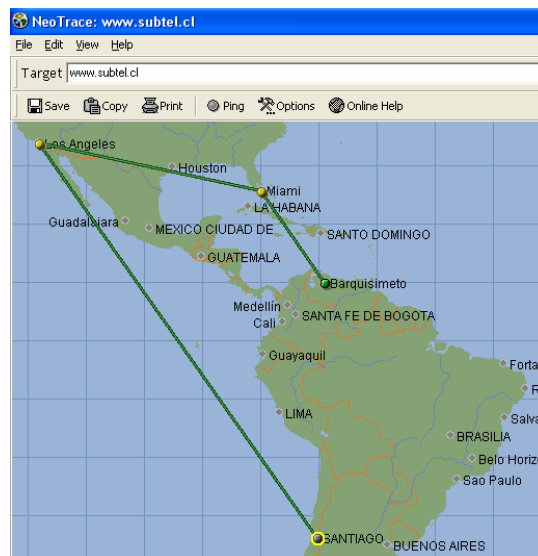 NeoTrace: www.subtel.cl
File Edit View Help
Target www.subtel.cl
Save Copy Print Ping Options Online Help
Los Angeles
Houston
Miami
LA HABANA
Guadalajara
MEXICO CIUDAD DE
SANTO DOMINGO
GUATEMALA
Barquisimeto
Medellín
SANTA FE DE BOGOTA
Cali
Guayaquil
Forta
R
LIMA
Salva
BRASILIA
Belo Horizo
Sao Paulo
SANTIAGO
BUENOS AIRES